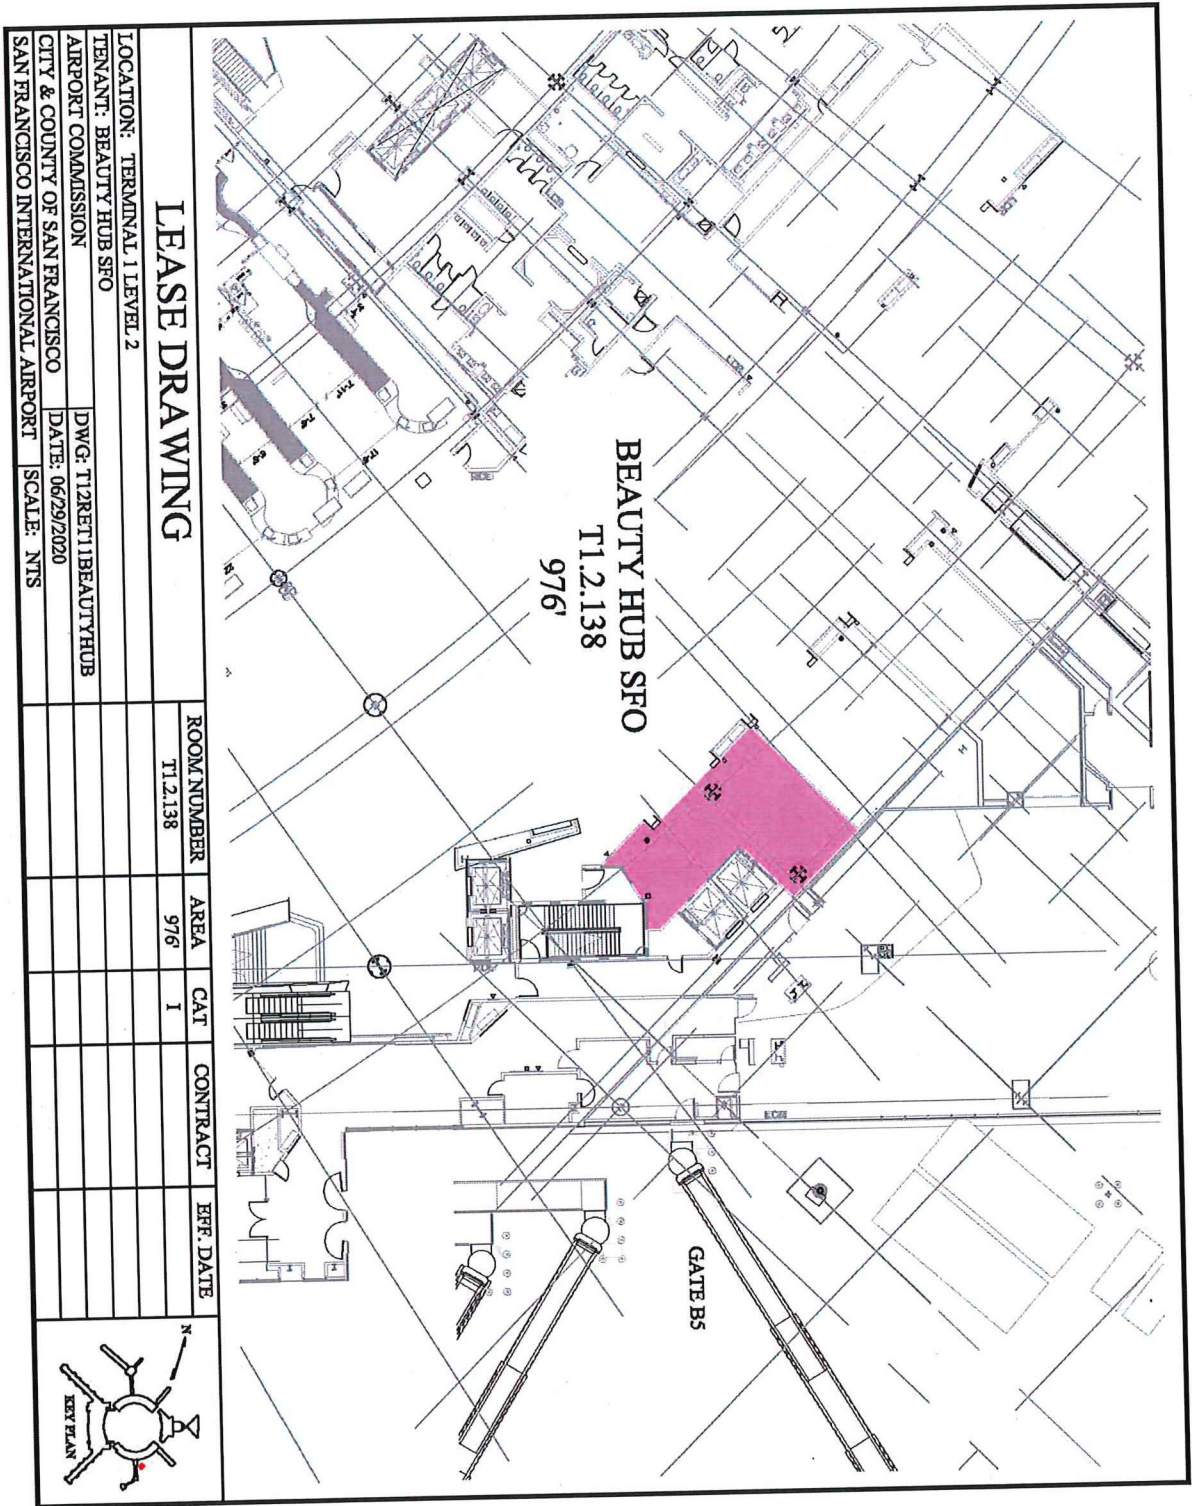 BEAUTY HUB SFO
T1.2.138
976'
GATE B5
LEASE DRAWING
LOCATION: TERMINAL 1 LEVEL 2
TENANT: BEAUTY HUB SFO
AIRPORT COMMISSION
CITY & COUNTY OF SAN FRANCISCO
SAN FRANCISCO INTERNATIONAL AIRPORT
DWG: T12RET11BEAUTYHUB
DATE: 06/29/2020
SCALE: NTS
ROOM NUMBER AREA CAT CONTRACT EFF. DATE
T1.2.138 976' I
N
KEY PLAN